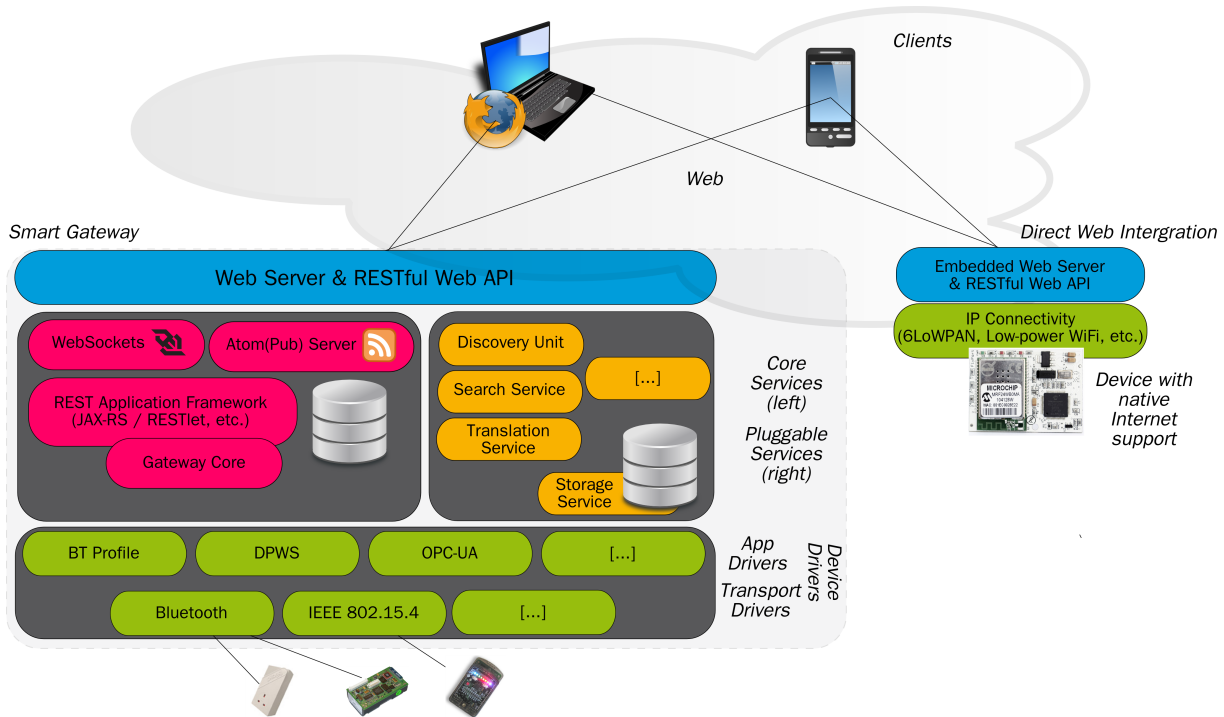 Clients
Web
Smart Gateway
Direct Web Intergration
Web Server & RESTful Web API
Embedded Web Server
& RESTful Web API
IP Connectivity
(6LoWPAN, Low-power WiFi, etc.)
MICROCHIP
Device with
native
Internet
support
WebSockets
Atom(Pub) Server
REST Application Framework
(JAX-RS / RESTlet, etc.)
Gateway Core
Discovery Unit
Search Service
[...]
Translation
Service
Storage
Service
Core
Services
(left)
Pluggable
Services
(right)
BT Profile
DPWS
OPC-UA
[...]
App
Drivers
Bluetooth
IEEE 802.15.4
[...]
Transport
Drivers
Device
Drivers